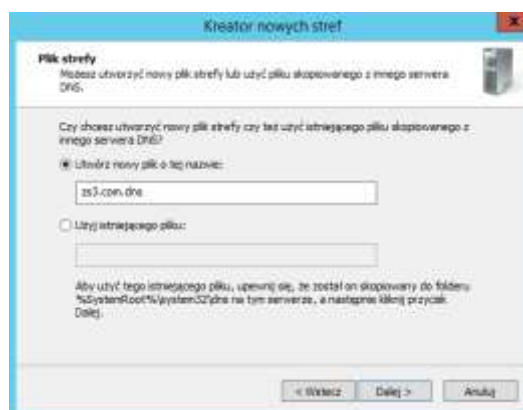 Kreator nowych stref
x
Plik strefy
Możesz utworzyć nowy plik strefy lub użyć pliku skopiowanego z innego serwera
DNS.
Czy chcesz utworzyć nowy plik strefy czy też użyć istniejącego pliku skopiowanego z
innego serwera DNS?
Utwórz nowy plik o tej nazwie:
zs3.com.dns
Użyj istniejącego pliku:
Aby użyć tego istniejącego pliku, upewnij się, że został on skopiowany do folderu
%SystemRoot%\system32\dns na tym serwerze, a następnie kliknij przycisk
Dalej.
< Wstecz
Dalej >
Anuluj